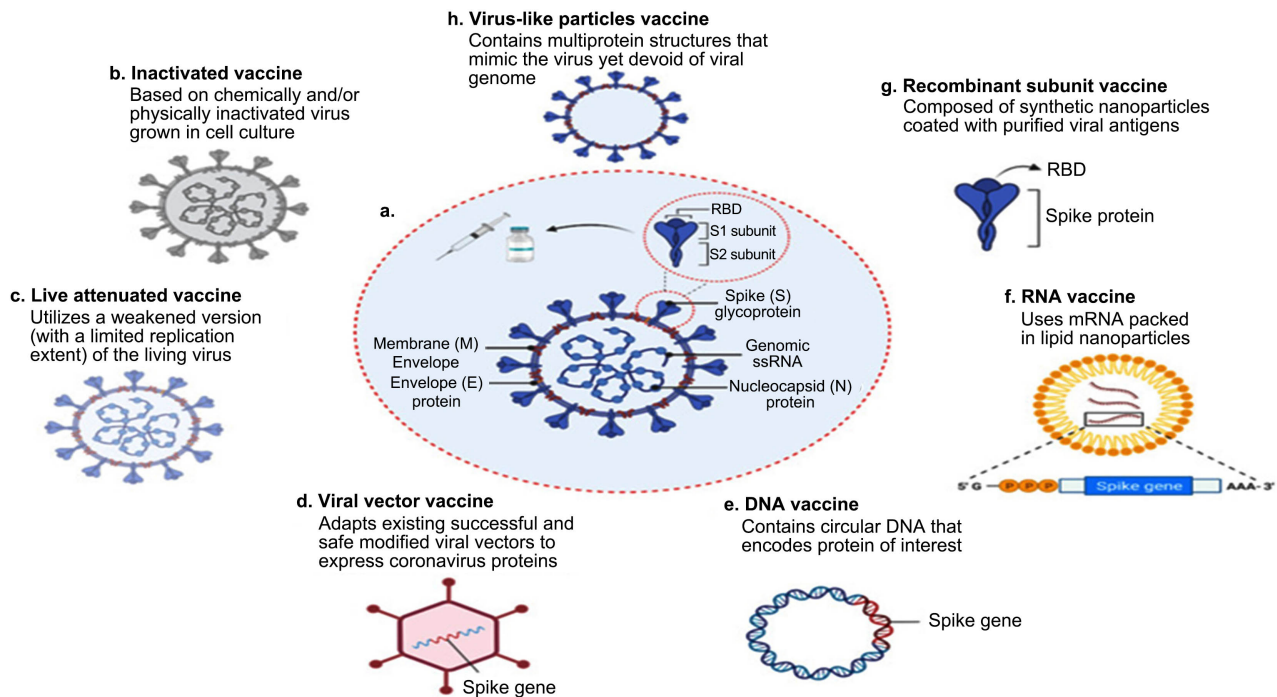 h. Virus-like particles vaccine
Contains multiprotein structures that
mimic the virus yet devoid of viral
genome
b. Inactivated vaccine
Based on chemically and/or
physically inactivated virus
grown in cell culture
g. Recombinant subunit vaccine
Composed of synthetic nanoparticles
coated with purified viral antigens
RBD
Spike protein
a.
RBD
S1 subunit
S2 subunit
Spike (S)
glycoprotein
Membrane (M)
Envelope
Envelope (E)
protein
Genomic
ssRNA
Nucleocapsid (N)
protein
c. Live attenuated vaccine
Utilizes a weakened version
(with a limited replication
extent) of the living virus
f. RNA vaccine
Uses mRNA packed
in lipid nanoparticles
5' G P P P Spike gene AAA- 3'
d. Viral vector vaccine
Adapts existing successful and
safe modified viral vectors to
express coronavirus proteins
Spike gene
e. DNA vaccine
Contains circular DNA that
encodes protein of interest
Spike gene